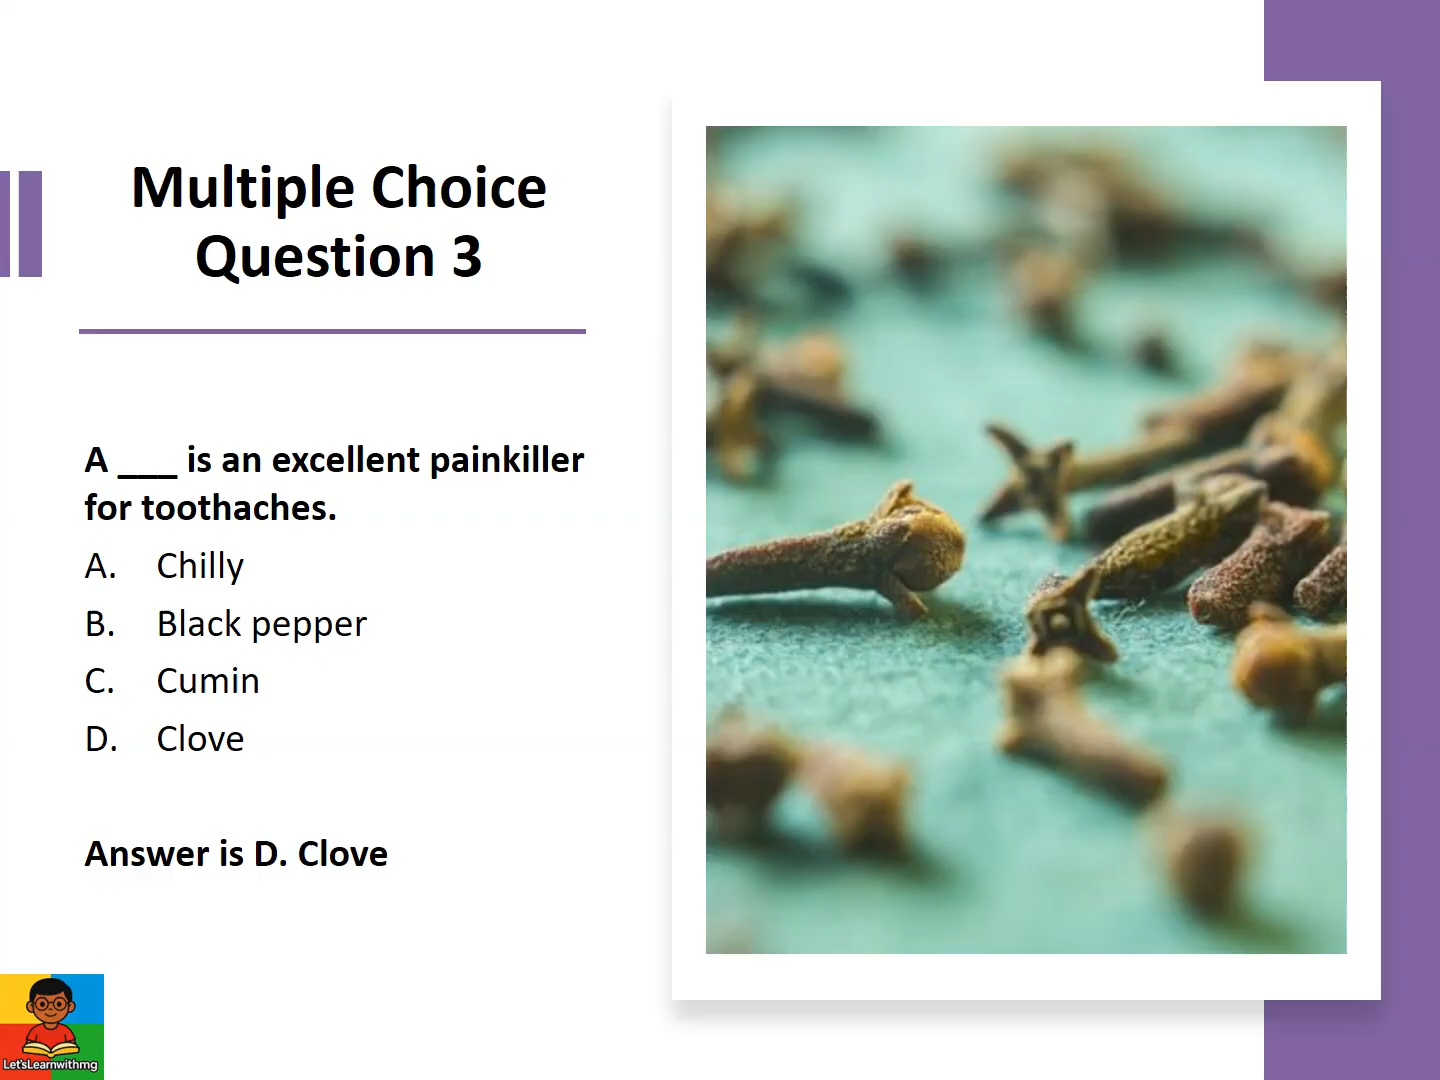 Multiple Choice
Question 3
A ___ is an excellent painkiller
for toothaches.
A. Chilly
B. Black pepper
C. Cumin
D. Clove
Answer is D. Clove
Let'sLearnwithmg